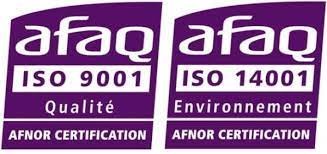 afaq
ISO 9001
Qualité
AFNOR CERTIFICATION
afaq
ISO 14001
Environnement
AFNOR CERTIFICATION